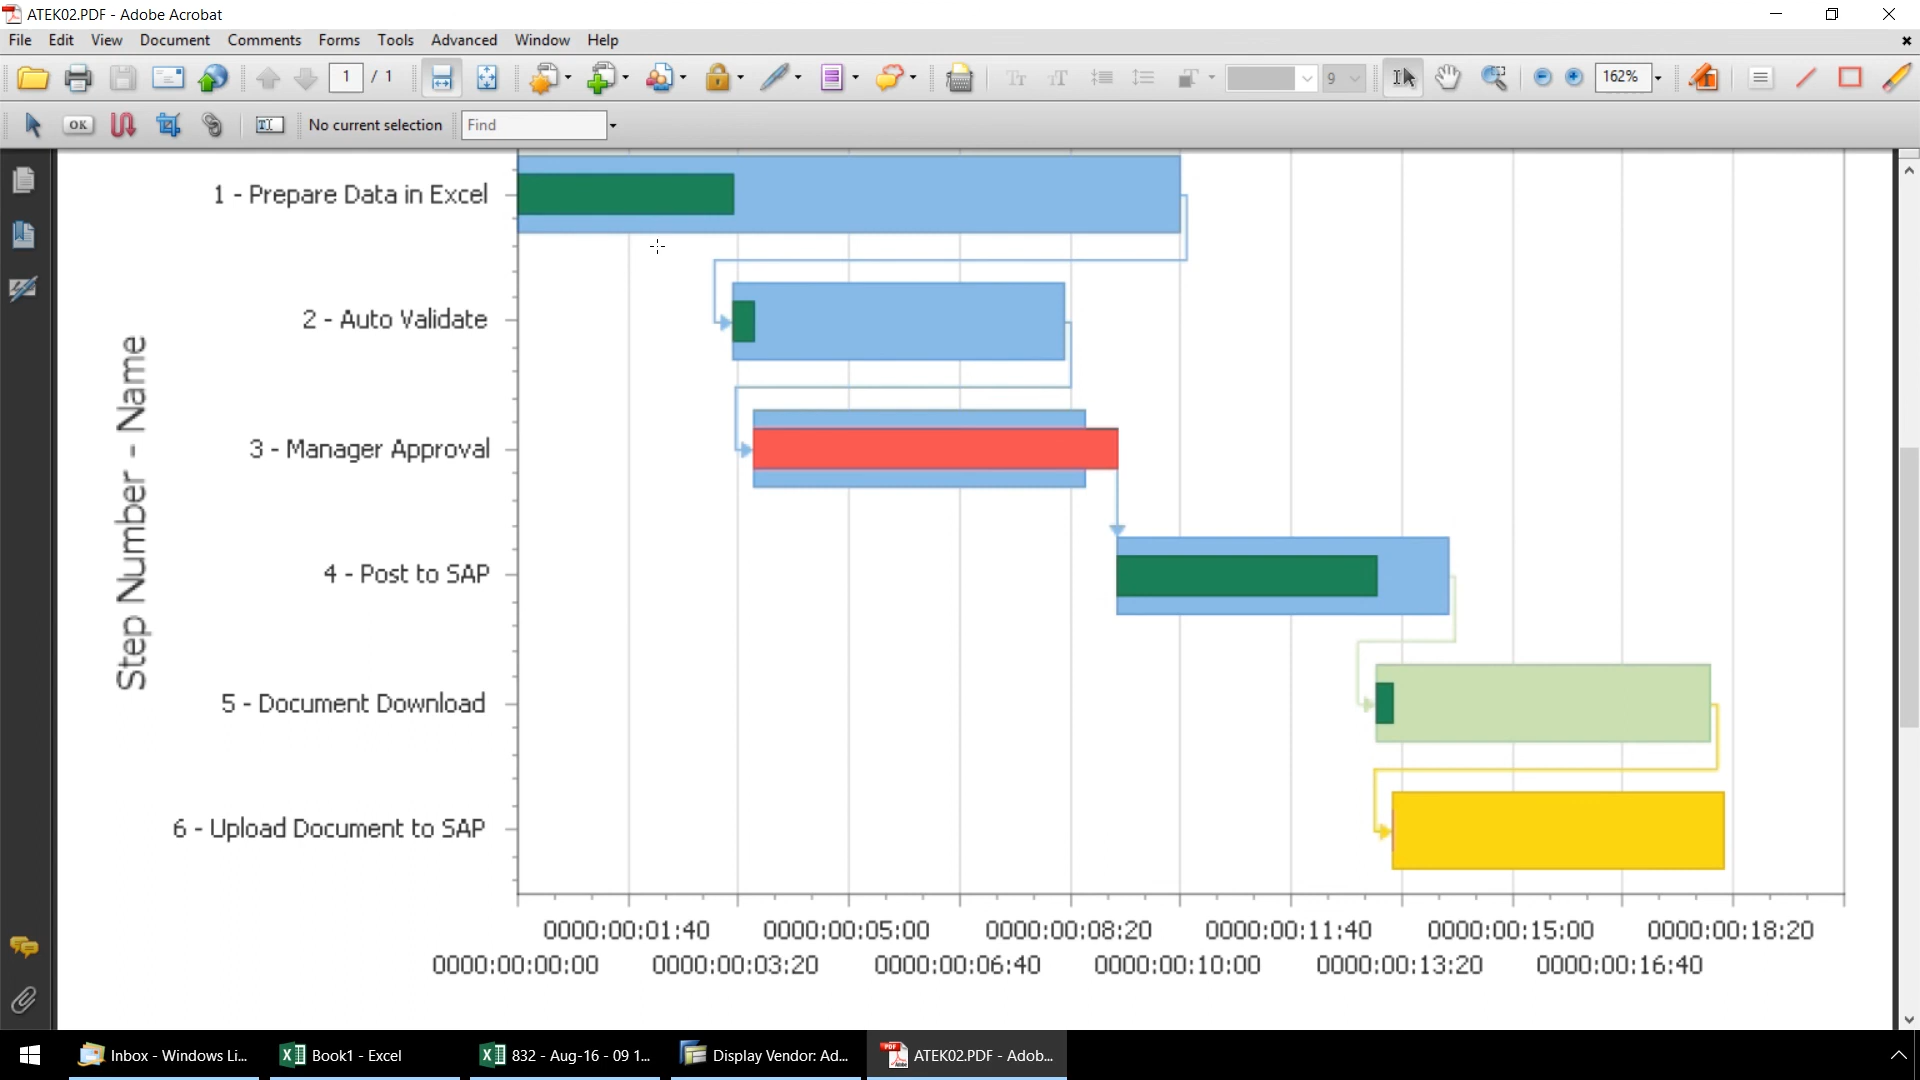 ATEK02.PDF - Adobe Acrobat
File Edit View Document Comments Forms Tools Advanced Window Help
1 / 1 9 162%
OK No current selection Find
Step Number - Name
1 - Prepare Data in Excel
2 - Auto Validate
3 - Manager Approval
4 - Post to SAP
5 - Document Download
6 - Upload Document to SAP
0000:00:01:40 0000:00:05:00 0000:00:08:20 0000:00:11:40 0000:00:15:00 0000:00:18:20
0000:00:00:00 0000:00:03:20 0000:00:06:40 0000:00:10:00 0000:00:13:20 0000:00:16:40
Inbox - Windows Li... Book1 - Excel 832 - Aug-16 - 09 1... Display Vendor: Ad... PDF ATEK02.PDF - Adob...